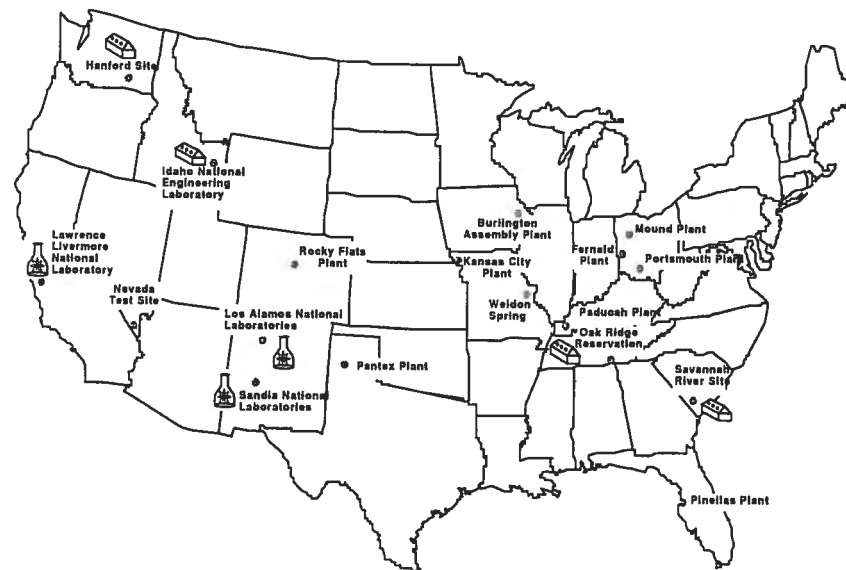 Hanford Site
Idaho National
Engineering
Laboratory
Lawrence
Livermore
National
Laboratory
Nevada
Test Site
Rocky Flats
Plant
Los Alamos National
Laboratories
Sandia National
Laboratories
Pantex Plant
Burlington
Assembly Plant
Kansas City
Plant
Weldon
Spring
Fernald
Plant
Mound Plant
Portsmouth Plant
Paducah Plant
Oak Ridge
Reservation
Savannah
River Site
Pinellas Plant